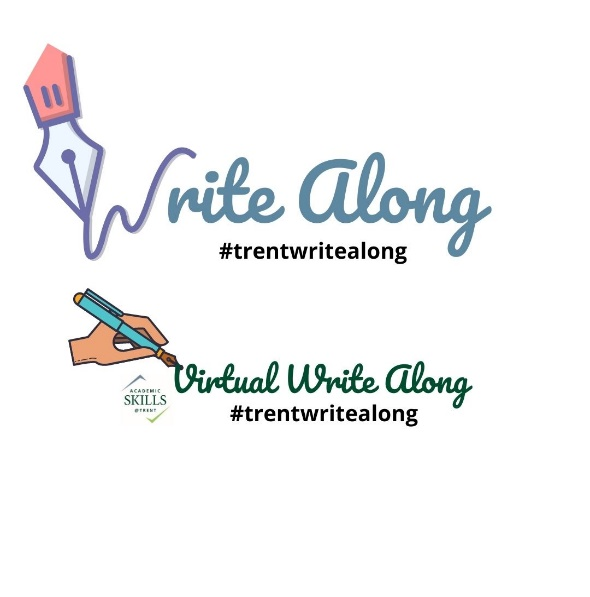 Write Along
#trentwritealong
Virtual Write Along
#trentwritealong
ACADEMIC
SKILLS
@TRENT